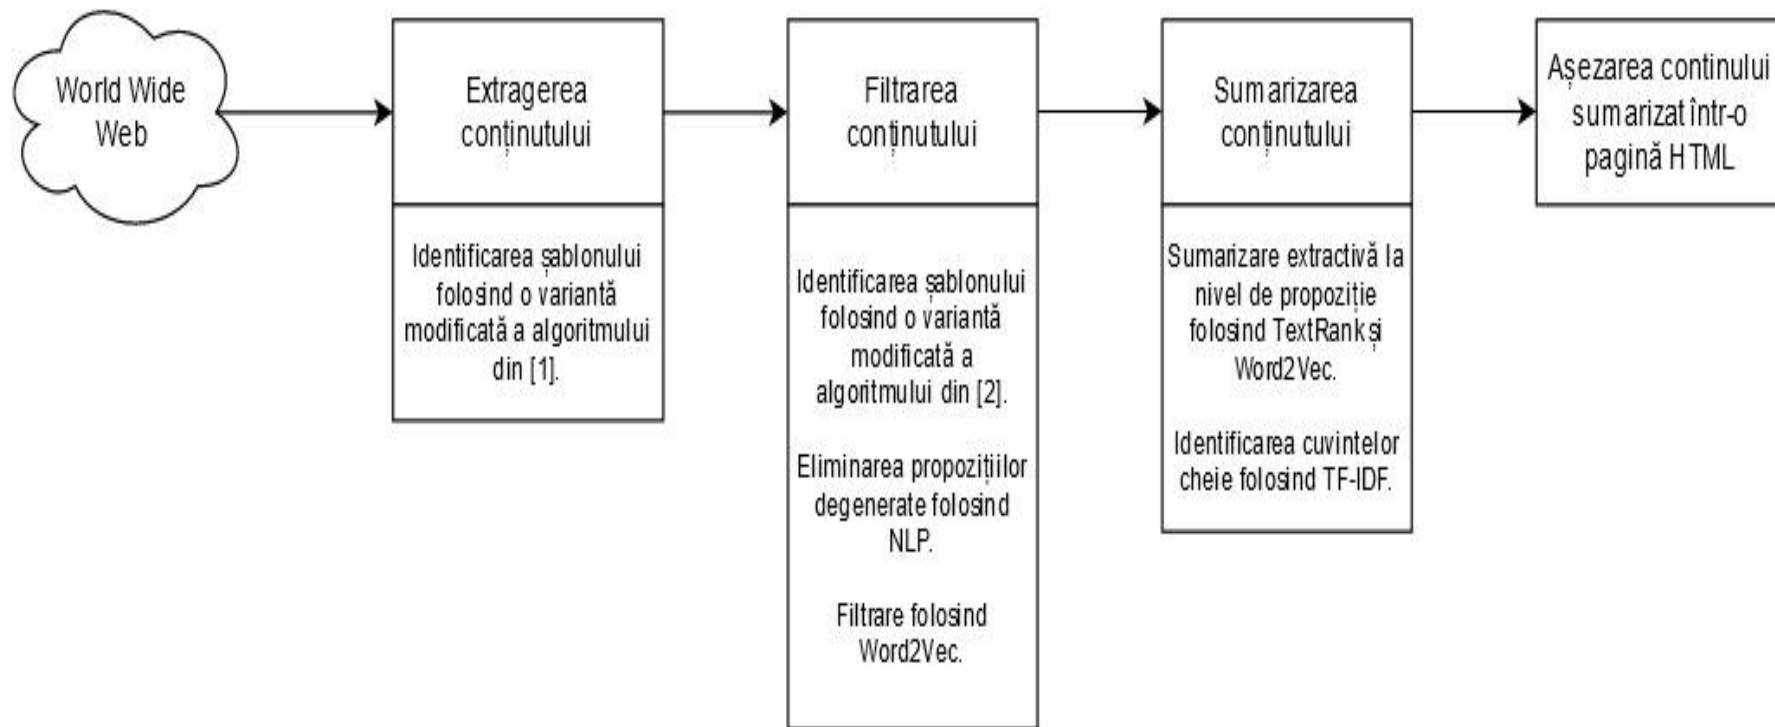 World Wide
Web
Extragerea
conținutului
Identificarea șablonului
folosind o variantă
modificată a algoritmului
din [1].
Filtrarea
conținutului
Identificarea șablonului
folosind o variantă
modificată a
algoritmului din [2].
Eliminarea propozițiilor
degenerate folosind
NLP.
Filtrare folosind
Word2Vec.
Sumarizarea
conținutului
Sumarizare extractivă la
nivel de propoziție
folosind TextRank și
Word2Vec.
Identificarea cuvintelor
cheie folosind TF-IDF.
Așezarea continului
sumarizat într-o
pagină HTML